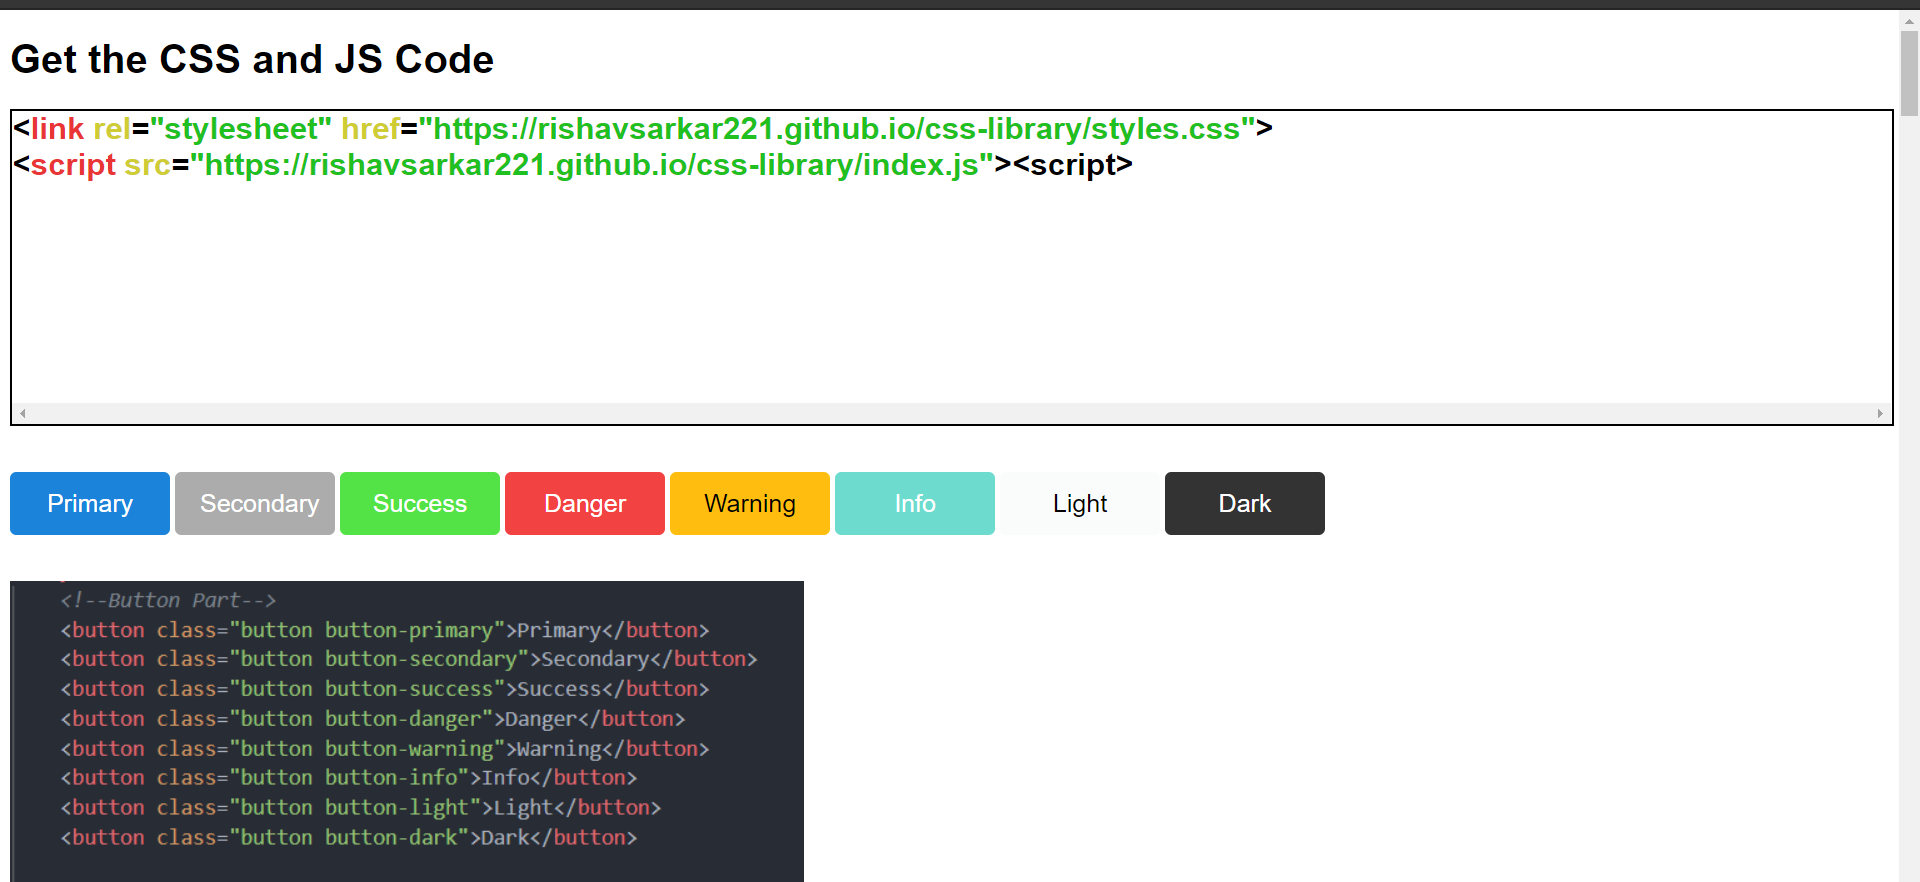 Get the CSS and JS Code
<link rel="stylesheet" href="https://rishavsarkar221.github.io/css-library/styles.css">
<script src="https://rishavsarkar221.github.io/css-library/index.js"><script>
Primary Secondary Success Danger Warning Info Light Dark
<!--Button Part-->
<button class="button button-primary">Primary</button>
<button class="button button-secondary">Secondary</button>
<button class="button button-success">Success</button>
<button class="button button-danger">Danger</button>
<button class="button button-warning">Warning</button>
<button class="button button-info">Info</button>
<button class="button button-light">Light</button>
<button class="button button-dark">Dark</button>